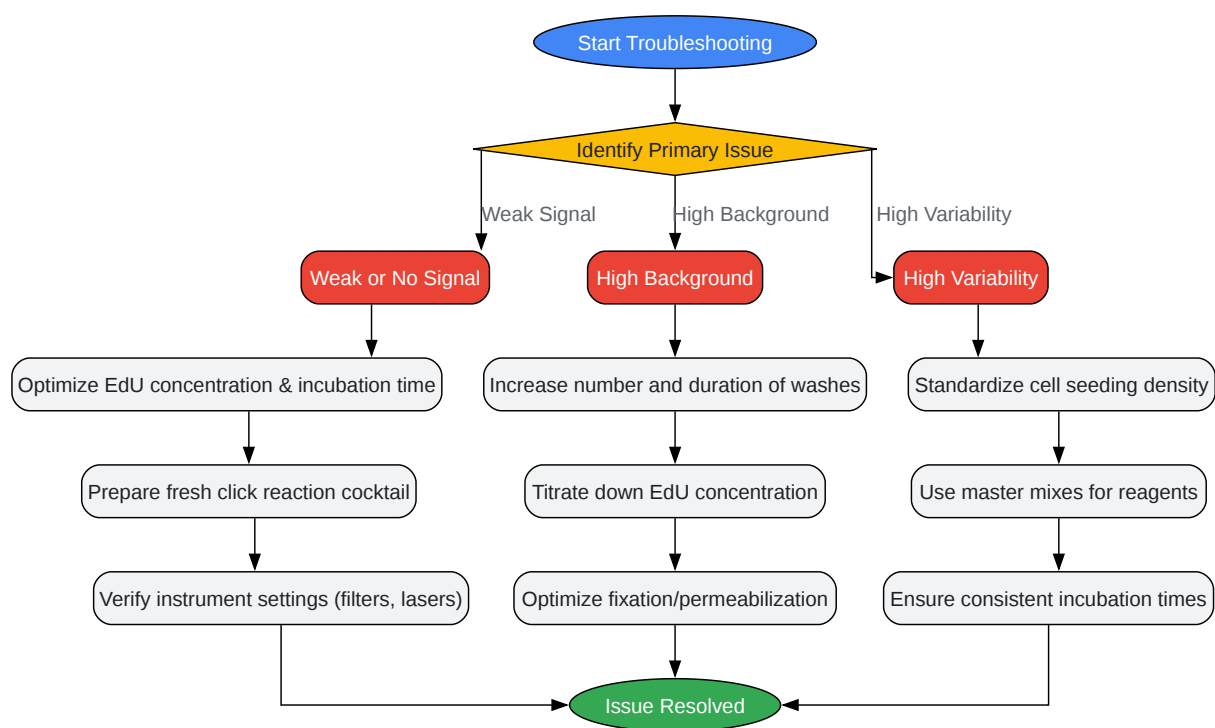 Start Troubleshooting
Identify Primary Issue
Weak Signal
High Background
High Variability
Weak or No Signal
High Background
High Variability
Optimize EdU concentration & incubation time
Increase number and duration of washes
Standardize cell seeding density
Prepare fresh click reaction cocktail
Titrate down EdU concentration
Use master mixes for reagents
Verify instrument settings (filters, lasers)
Optimize fixation/permeabilization
Ensure consistent incubation times
Issue Resolved